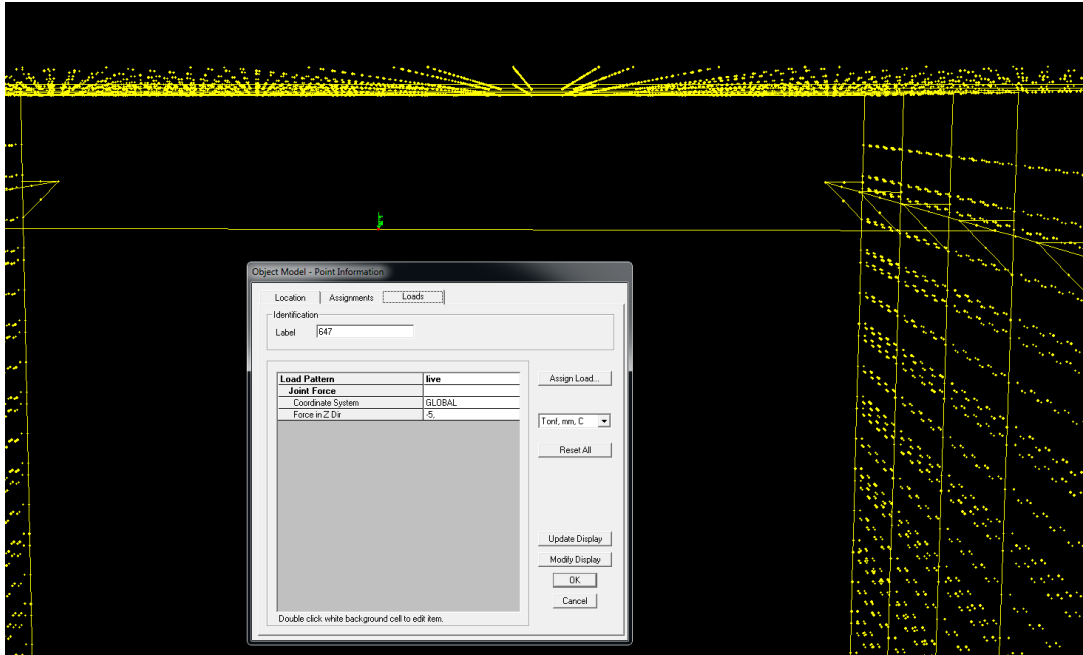 Object Model - Point Information
Location Assignments Loads
Identification
Label 647
Load Pattern live
Joint Force
Coordinate System GLOBAL
Force in Z Dir -5,
Assign Load...
Tonf, mm, C
Reset All
Update Display
Modify Display
OK
Cancel
Double click white background cell to edit item.